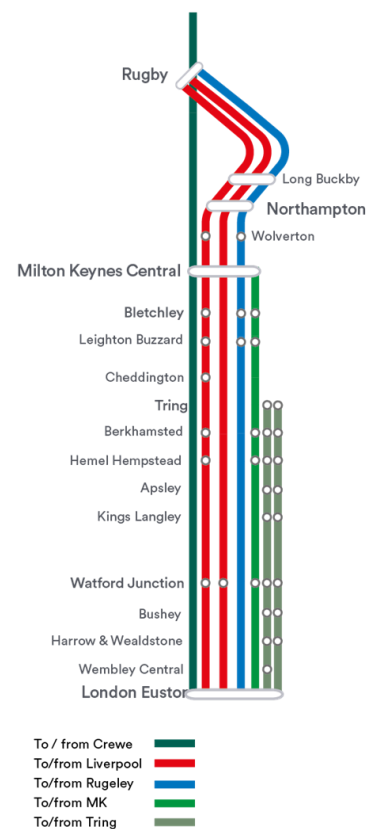 Rugby
Long Buckby
Northampton
Wolverton
Milton Keynes Central
Bletchley
Leighton Buzzard
Cheddington
Tring
Berkhamsted
Hemel Hempstead
Apsley
Kings Langley
Watford Junction
Bushey
Harrow & Wealdstone
Wembley Central
London Euston
To / from Crewe
To/from Liverpool
To/from Rugeley
To/from MK
To/from Tring